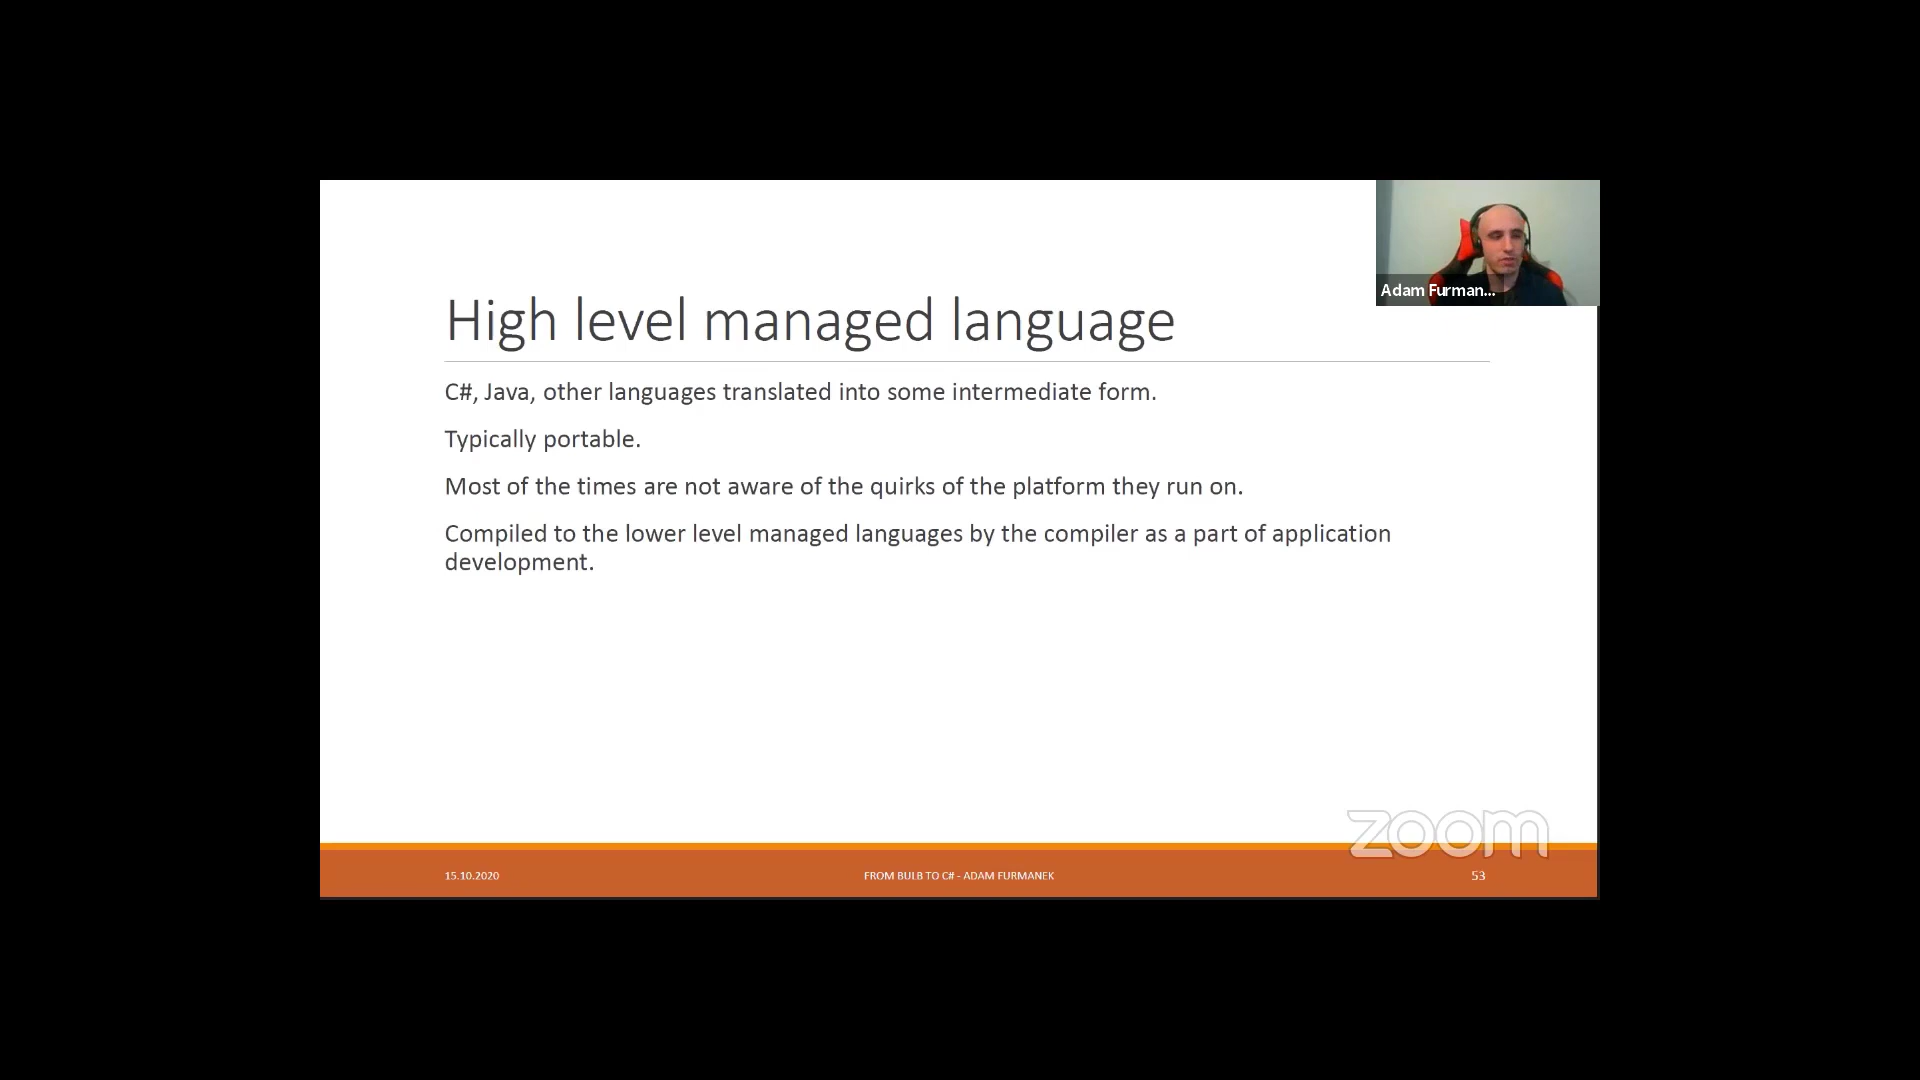 Adam Furman...
High level managed language
C#, Java, other languages translated into some intermediate form.
Typically portable.
Most of the times are not aware of the quirks of the platform they run on.
Compiled to the lower level managed languages by the compiler as a part of application
development.
zoom
15.10.2020
FROM BULB TO C# - ADAM FURMANEK
53